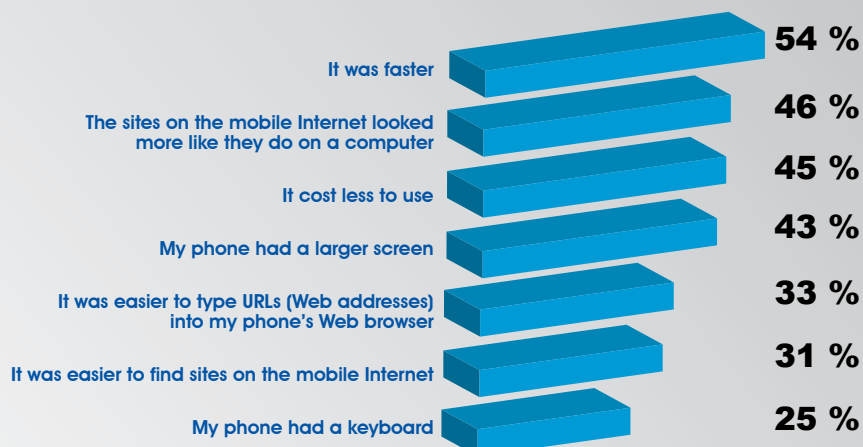 It was faster
54 %
The sites on the mobile Internet looked
more like they do on a computer
46 %
It cost less to use
45 %
My phone had a larger screen
43 %
It was easier to type URLs (Web addresses)
into my phone's Web browser
33 %
It was easier to find sites on the mobile Internet
31 %
My phone had a keyboard
25 %